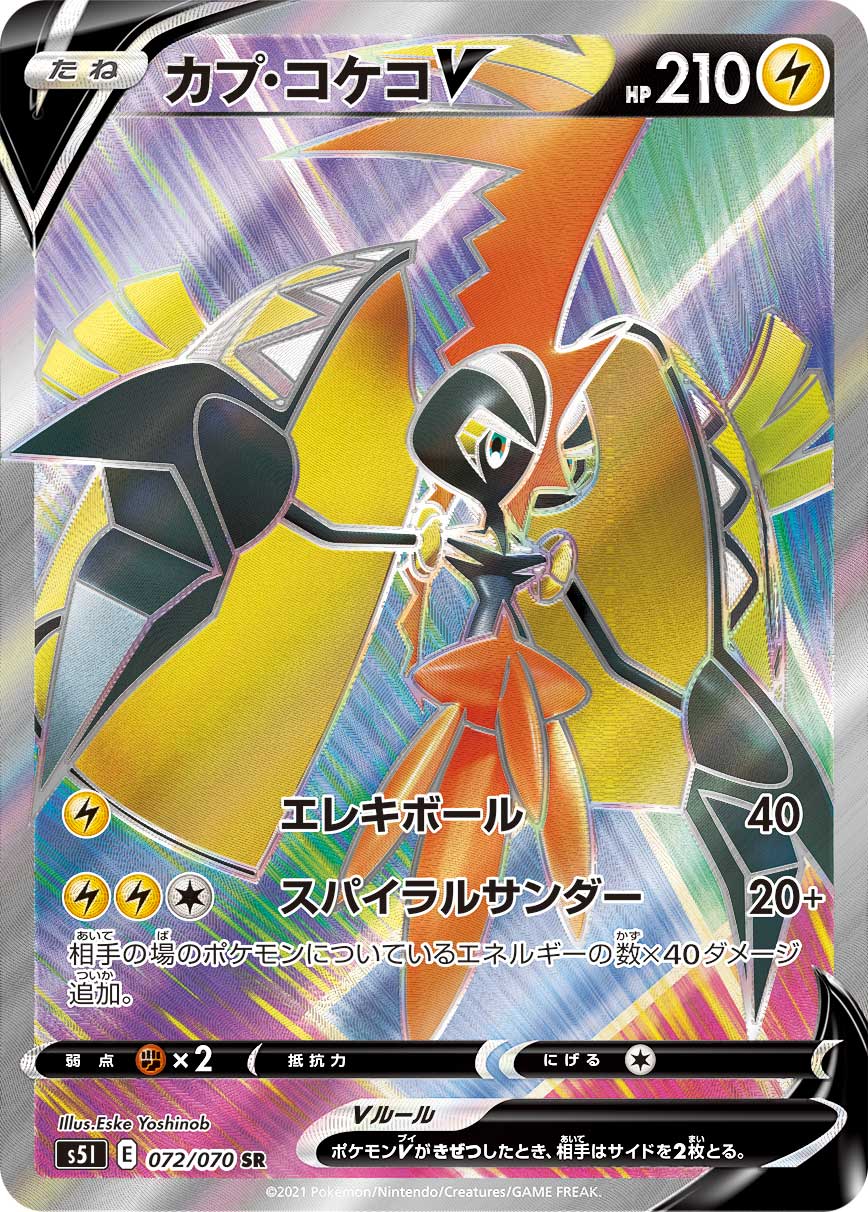 たね カプ・コケコV HP210
エレキボール 40
スパイラルサンダー 20+
相手の場のポケモンについているエネルギーの数×40ダメージ
追加。
弱点 ×2 抵抗力 にげる
Illus.Eske Yoshinob
Vルール
ポケモンVがきぜつしたとき、相手はサイドを2枚とる。
s5I E 072/070 SR
©2021 Pokémon/Nintendo/Creatures/GAME FREAK.